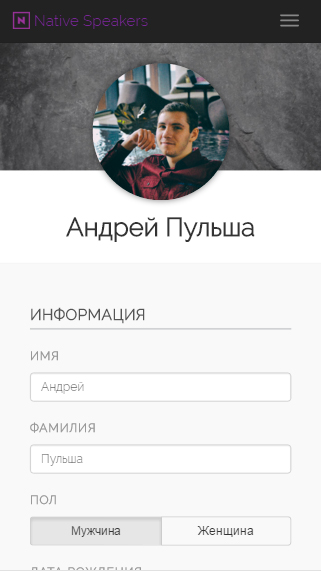 Native Speakers
Андрей Пульша
ИНФОРМАЦИЯ
ИМЯ
Андрей
ФАМИЛИЯ
Пульша
ПОЛ
Мужчина Женщина
ДАТА РОЖДЕНИЯ